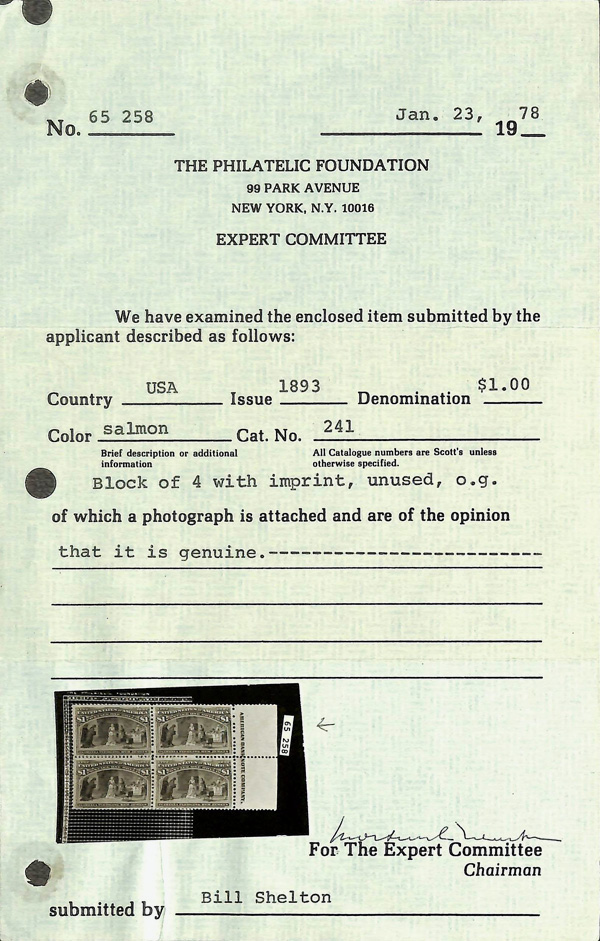 No. 65 258 Jan. 23, 1978
THE PHILATELIC FOUNDATION
99 PARK AVENUE
NEW YORK, N.Y. 10016
EXPERT COMMITTEE
We have examined the enclosed item submitted by the
applicant described as follows:
Country USA Issue 1893 Denomination $1.00
Color salmon Cat. No. 241
Brief description or additional information
All Catalogue numbers are Scott's unless otherwise specified.
Block of 4 with imprint, unused, o.g.
of which a photograph is attached and are of the opinion
that it is genuine.-------------------------
AMERICAN BANK NOTE COMPANY.
65 258
For The Expert Committee
Chairman
submitted by Bill Shelton